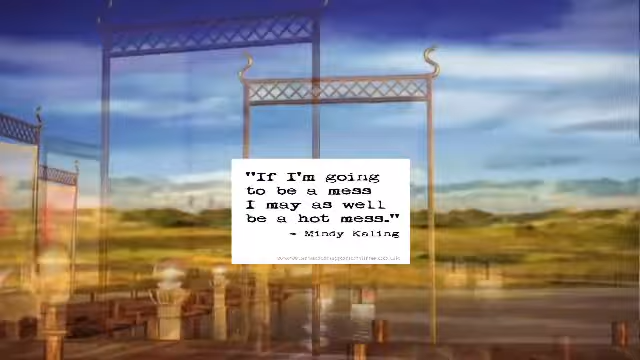 "If I'm going
to be a mess
I may as well
be a hot mess."
- Mindy Kaling